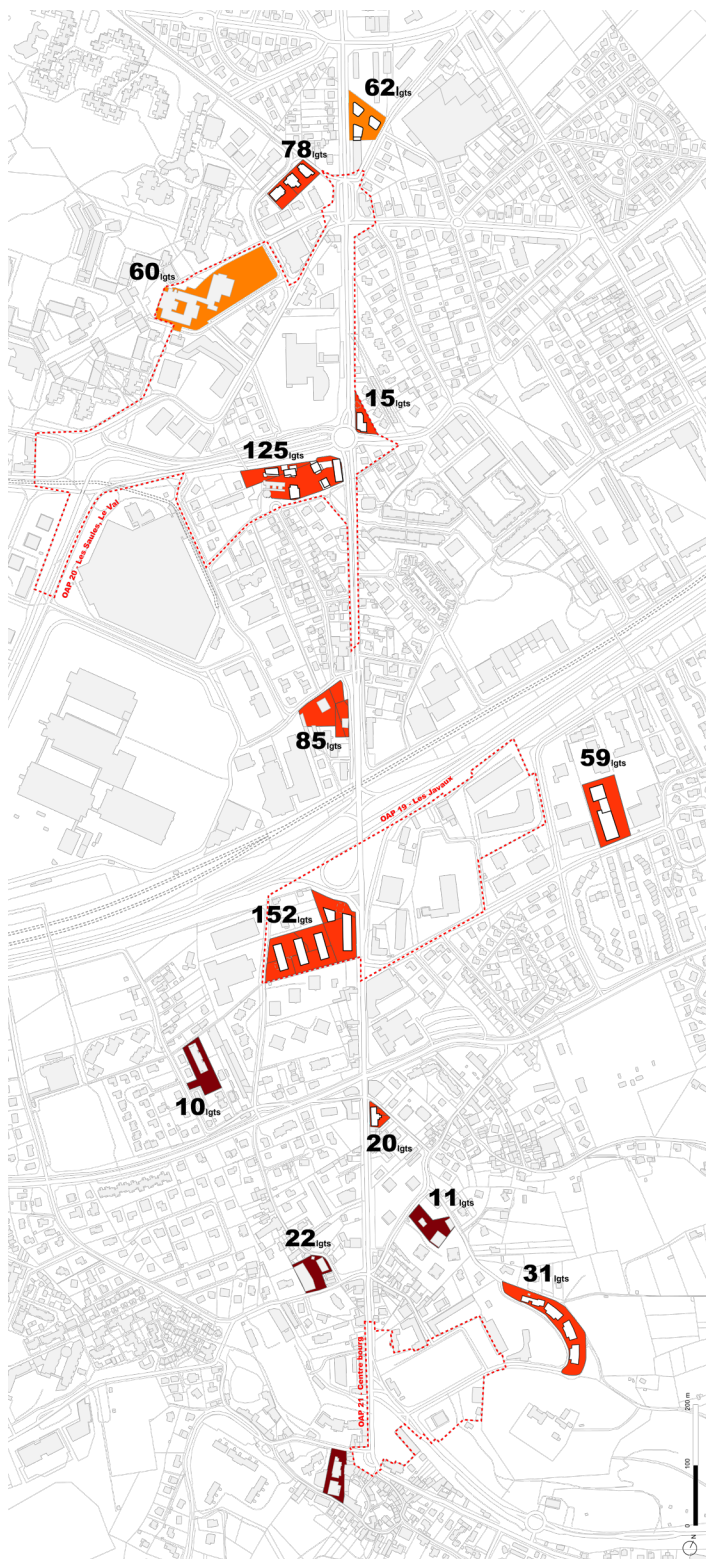 62lgts
78lgts
60lgts
15lgts
125lgts
OAP 20 - Les Saules, Le Val
85lgts
59lgts
OAP 19 - Les Javaux
152lgts
10lgts
20lgts
11lgts
22lgts
31lgts
OAP 21 - Centre bourg
200 m
100
0
N